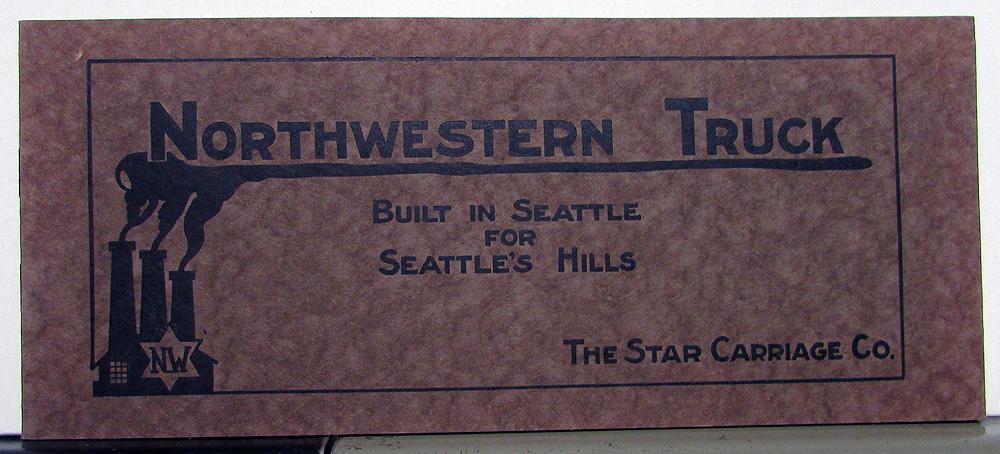 Northwestern Truck
Built in Seattle
for
Seattle's Hills
NW
The Star Carriage Co.